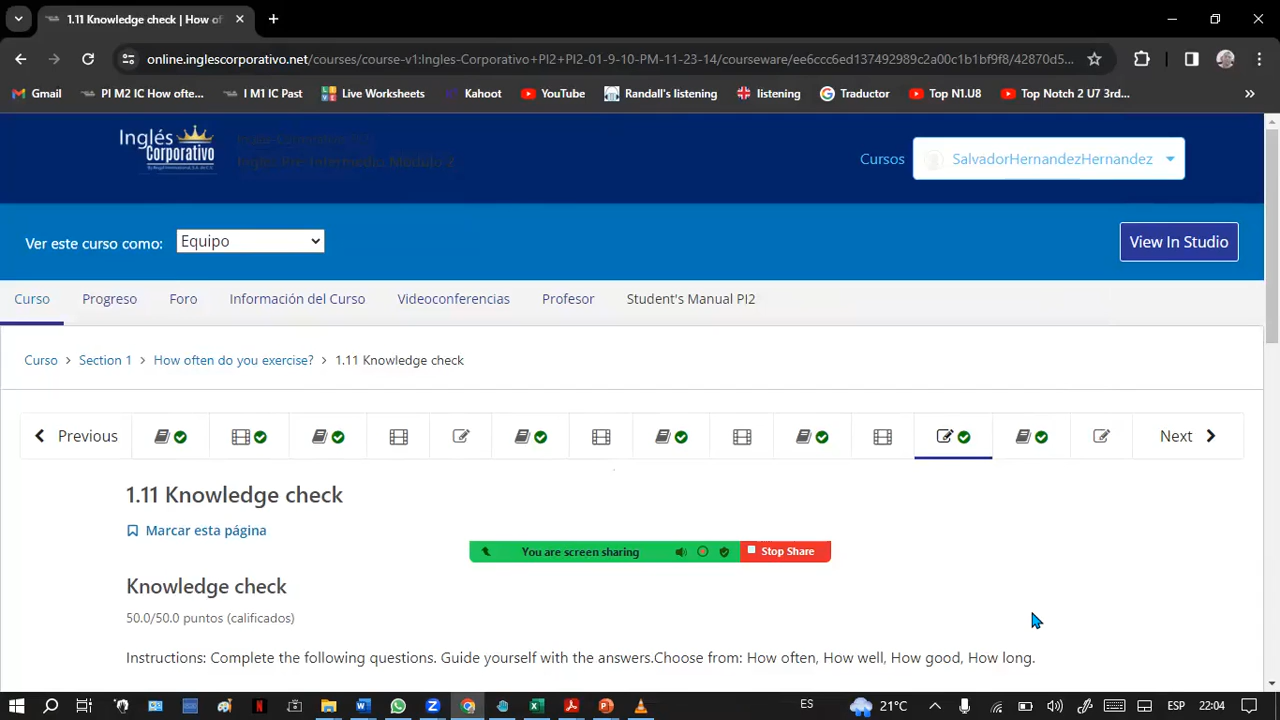 1.11 Knowledge check | How of
online.inglescorporativo.net/courses/course-v1:Ingles-Corporativo+PI2+PI2-01-9-10-PM-11-23-14/courseware/ee6ccc6ed137492989c2a00c1b1bf9f8/42870d5...
Gmail PI M2 IC How ofte... I M1 IC Past Live Worksheets Kahoot YouTube Randall's listening listening Traductor Top N1.U8 Top Notch 2 U7 3rd... »
Inglés
Corporativo
Inglés Pre-Intermedio Módulo 2
Cursos SalvadorHernandezHernandez
Ver este curso como: Equipo View In Studio
Curso Progreso Foro Información del Curso Videoconferencias Profesor Student's Manual PI2
Curso > Section 1 > How often do you exercise? > 1.11 Knowledge check
Previous Next
1.11 Knowledge check
Marcar esta página
You are screen sharing Stop Share
Knowledge check
50.0/50.0 puntos (calificados)
Instructions: Complete the following questions. Guide yourself with the answers.Choose from: How often, How well, How good, How long.
ES 21°C ESP 22:04